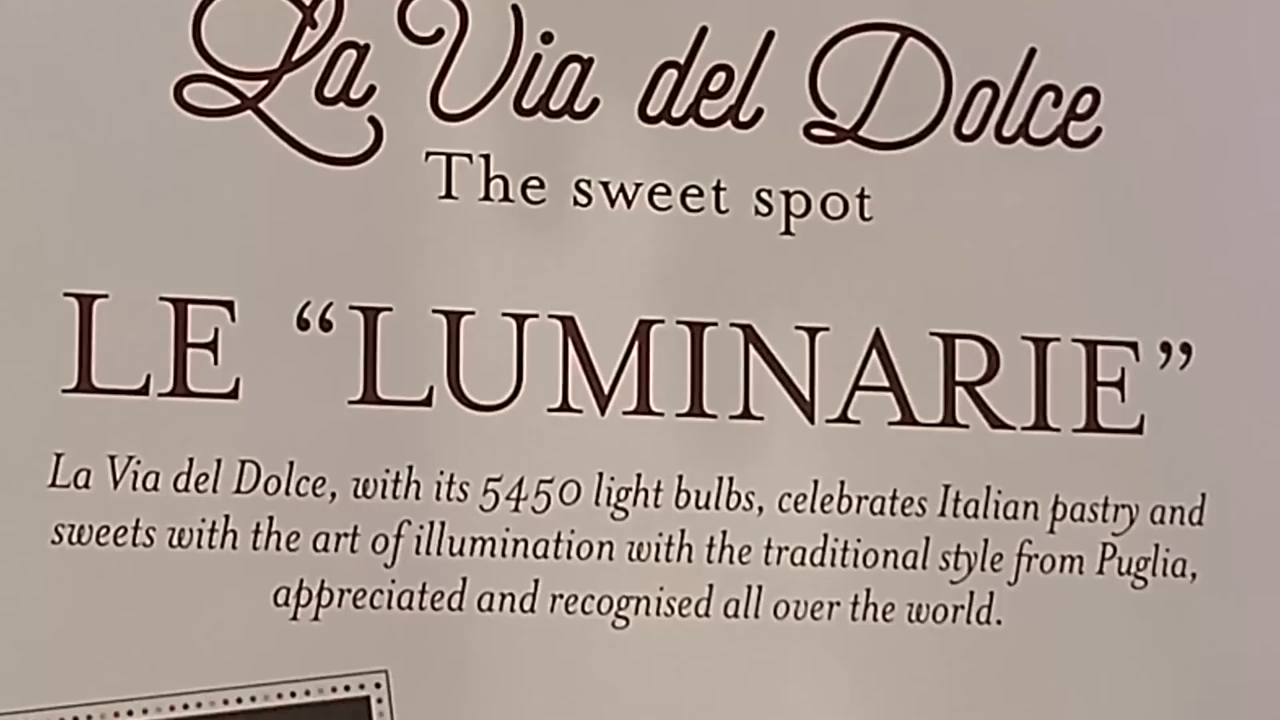 La Via del Dolce
The sweet spot
LE “LUMINARIE”
La Via del Dolce, with its 5450 light bulbs, celebrates Italian pastry and
sweets with the art of illumination with the traditional style from Puglia,
appreciated and recognised all over the world.